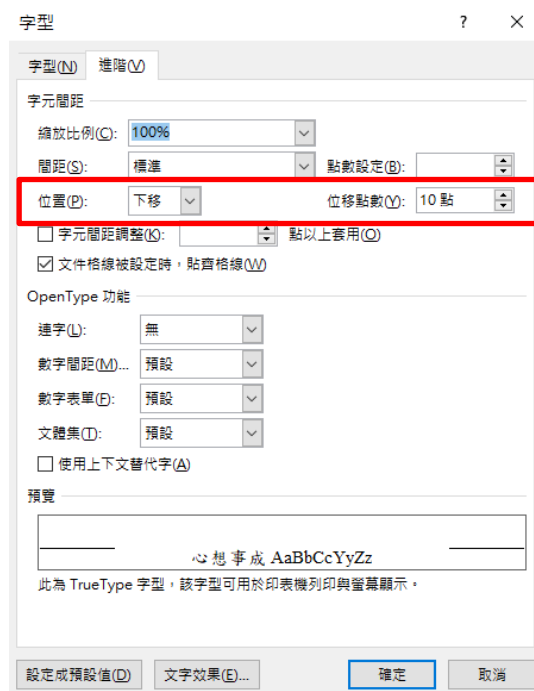 字型 ? ×
字型(N) 進階(V)
字元間距
縮放比例(C): 100%
間距(S): 標準 點數設定(B):
位置(P): 下移 位移點數(Y): 10 點
字元間距調整(K): 點以上套用(O)
文件格線被設定時，貼齊格線(W)
OpenType 功能
連字(L): 無
數字間距(M)... 預設
數字表單(F): 預設
文體集(T): 預設
使用上下文替代字(A)
預覽
心想事成 AaBbCcYyZz
此為 TrueType 字型，該字型可用於印表機列印與螢幕顯示。
設定成預設值(D) 文字效果(E)... 確定 取消